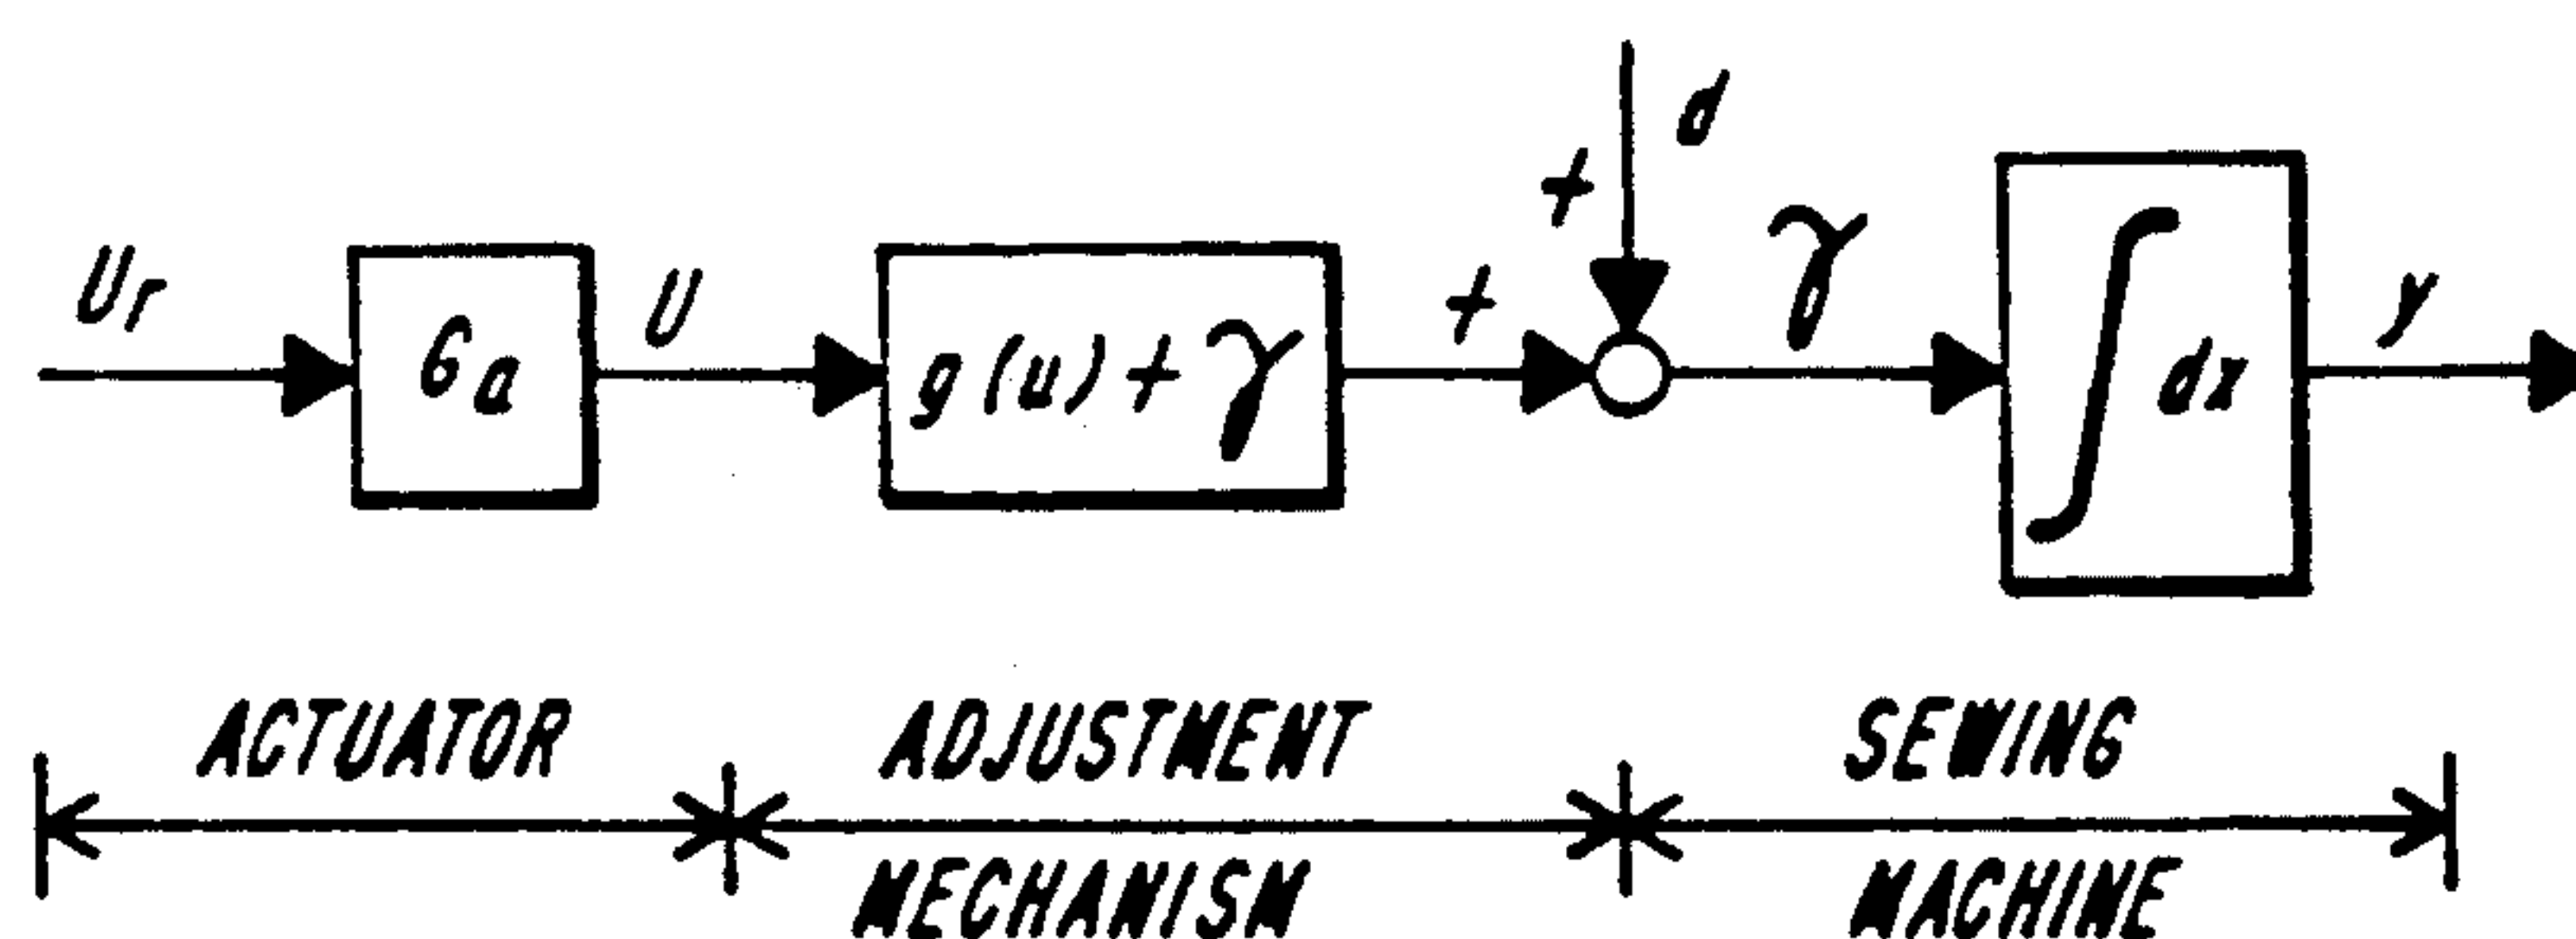 d
+
Ur
Ga
U
g(u)+γ
+
γ
∫dx
y
ACTUATOR
ADJUSTMENT
MECHANISM
SEWING
MACHINE